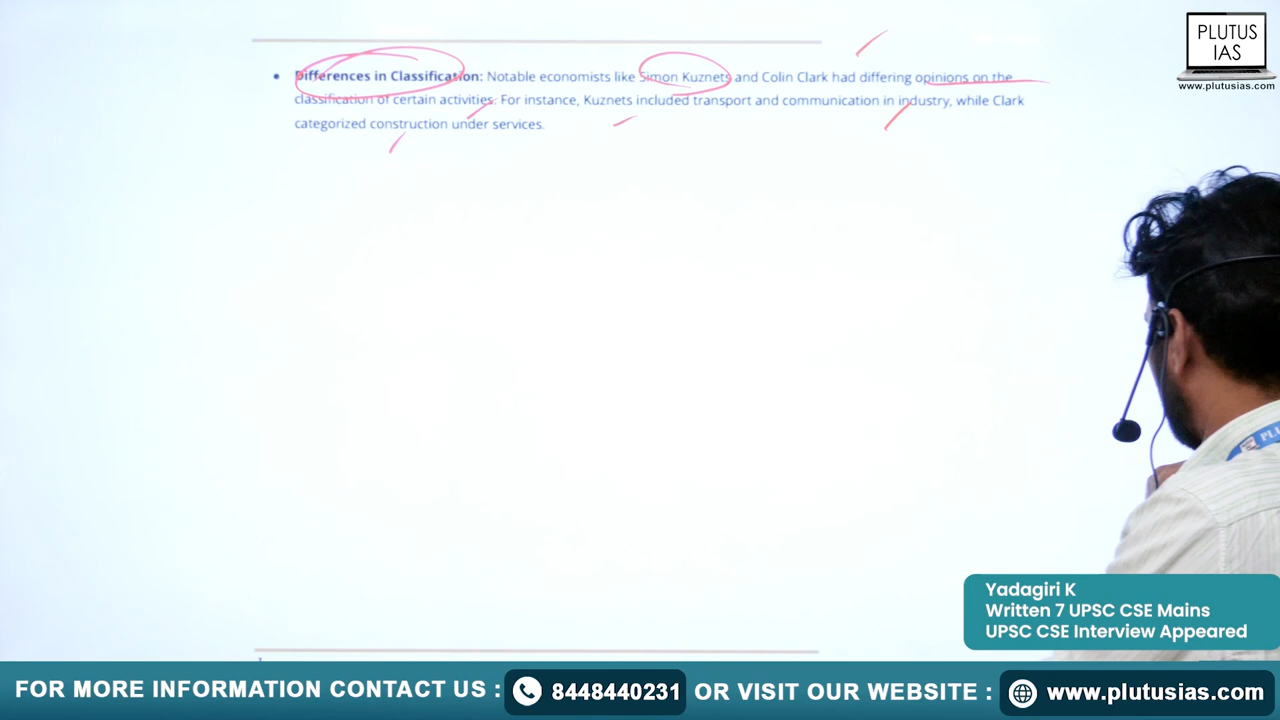 PLUTUS
IAS
www.plutusias.com
Differences in Classification: Notable economists like Simon Kuznets and Colin Clark had differing opinions on the
classification of certain activities. For instance, Kuznets included transport and communication in industry, while Clark
categorized construction under services.
Yadagiri K
Written 7 UPSC CSE Mains
UPSC CSE Interview Appeared
FOR MORE INFORMATION CONTACT US : 8448440231 OR VISIT OUR WEBSITE : www.plutusias.com